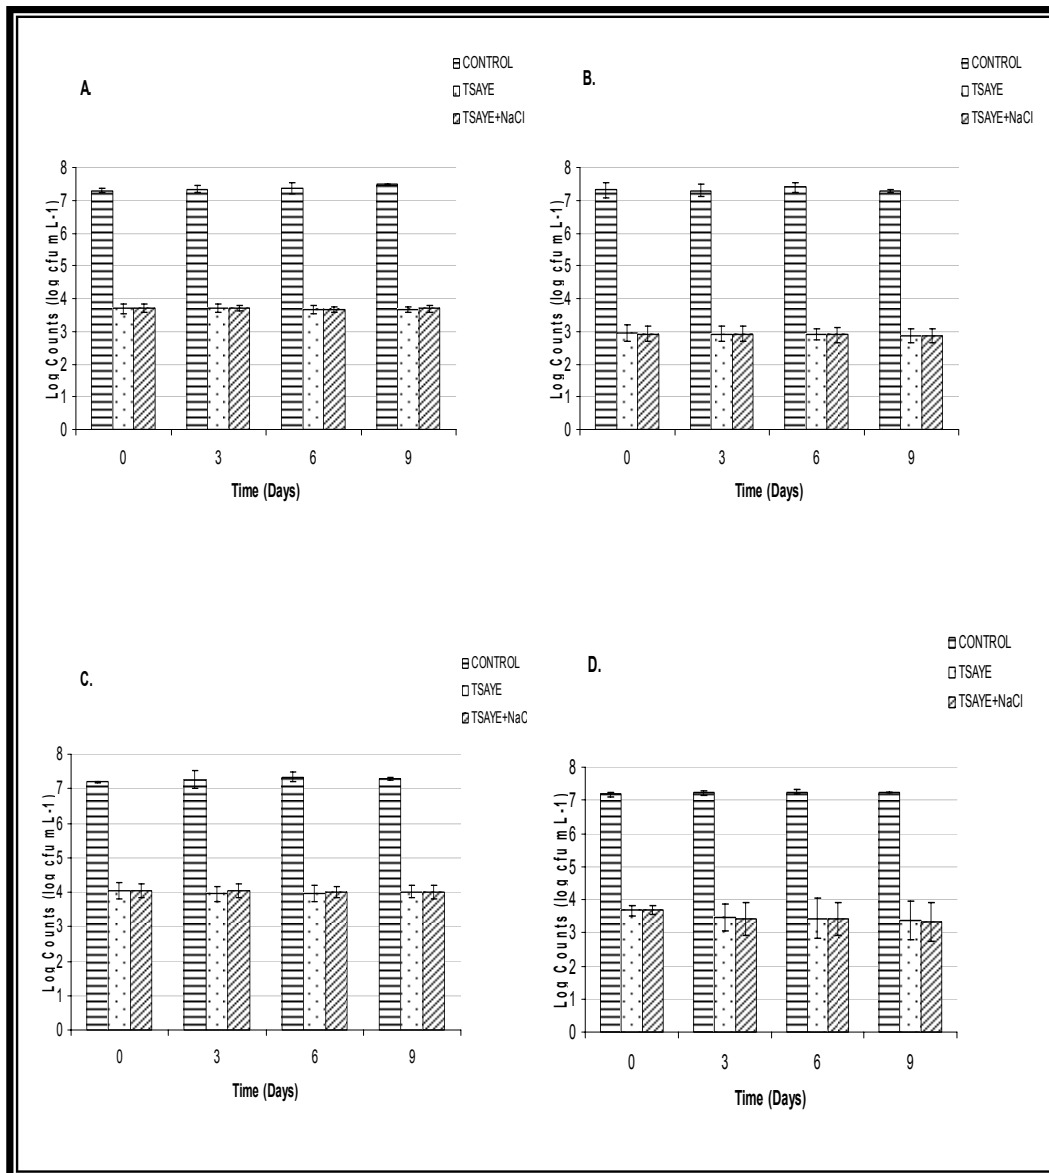 A.
CONTROL
TSAYE
TSAYE+NaCl
8
7
6
5
4
3
2
1
0
Log Counts (log cfu mL-1)
0 3 6 9
Time (Days)
B.
CONTROL
TSAYE
TSAYE+NaCl
8
7
6
5
4
3
2
1
0
Log Counts (log cfu mL-1)
0 3 6 9
Time (Days)
C.
CONTROL
TSAYE
TSAYE+NaC
8
7
6
5
4
3
2
1
0
Log Counts (log cfu mL-1)
0 3 6 9
Time (Days)
D.
CONTROL
TSAYE
TSAYE+NaCl
8
7
6
5
4
3
2
1
0
Log Counts (log cfu mL-1)
0 3 6 9
Time (Days)